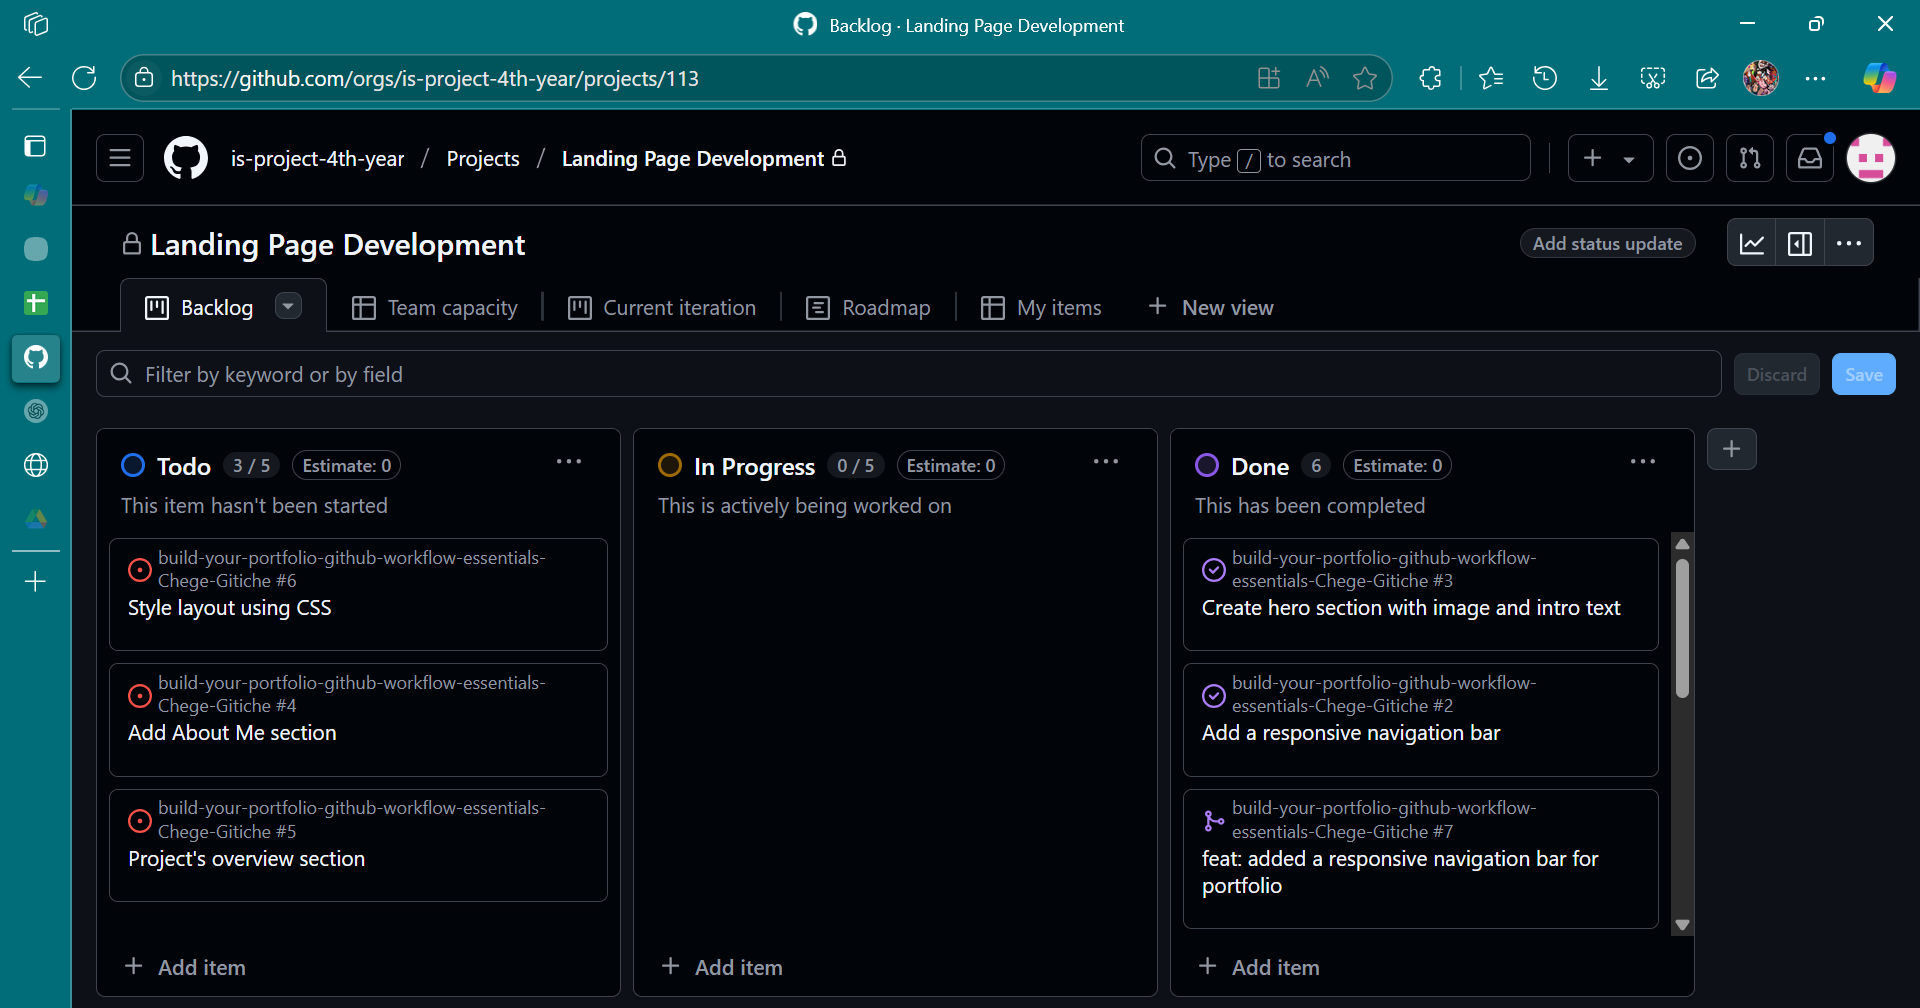 Backlog · Landing Page Development
https://github.com/orgs/is-project-4th-year/projects/113
is-project-4th-year / Projects / Landing Page Development
Type / to search
Landing Page Development
Add status update
Backlog
Team capacity
Current iteration
Roadmap
My items
New view
Filter by keyword or by field
Discard
Save
Todo 3 / 5 Estimate: 0
This item hasn't been started
build-your-portfolio-github-workflow-essentials-
Chege-Gitiche #6
Style layout using CSS
build-your-portfolio-github-workflow-essentials-
Chege-Gitiche #4
Add About Me section
build-your-portfolio-github-workflow-essentials-
Chege-Gitiche #5
Project's overview section
Add item
In Progress 0 / 5 Estimate: 0
This is actively being worked on
Add item
Done 6 Estimate: 0
This has been completed
build-your-portfolio-github-workflow-
essentials-Chege-Gitiche #3
Create hero section with image and intro text
build-your-portfolio-github-workflow-
essentials-Chege-Gitiche #2
Add a responsive navigation bar
build-your-portfolio-github-workflow-
essentials-Chege-Gitiche #7
feat: added a responsive navigation bar for
portfolio
Add item